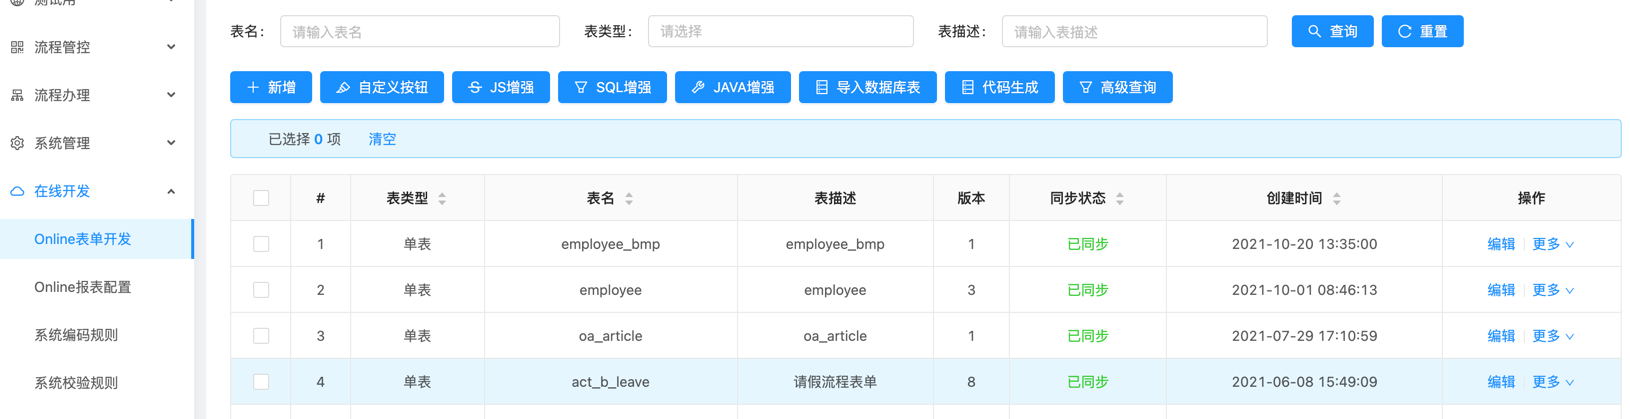 测试用
流程管控
流程办理
系统管理
在线开发
Online表单开发
Online报表配置
系统编码规则
系统校验规则
表名： 请输入表名 表类型： 请选择 表描述： 请输入表描述 查询 重置
新增 自定义按钮 JS增强 SQL增强 JAVA增强 导入数据库表 代码生成 高级查询
已选择 0 项 清空
# 表类型 表名 表描述 版本 同步状态 创建时间 操作
1 单表 employee_bmp employee_bmp 1 已同步 2021-10-20 13:35:00 编辑 更多
2 单表 employee employee 3 已同步 2021-10-01 08:46:13 编辑 更多
3 单表 oa_article oa_article 1 已同步 2021-07-29 17:10:59 编辑 更多
4 单表 act_b_leave 请假流程表单 8 已同步 2021-06-08 15:49:09 编辑 更多